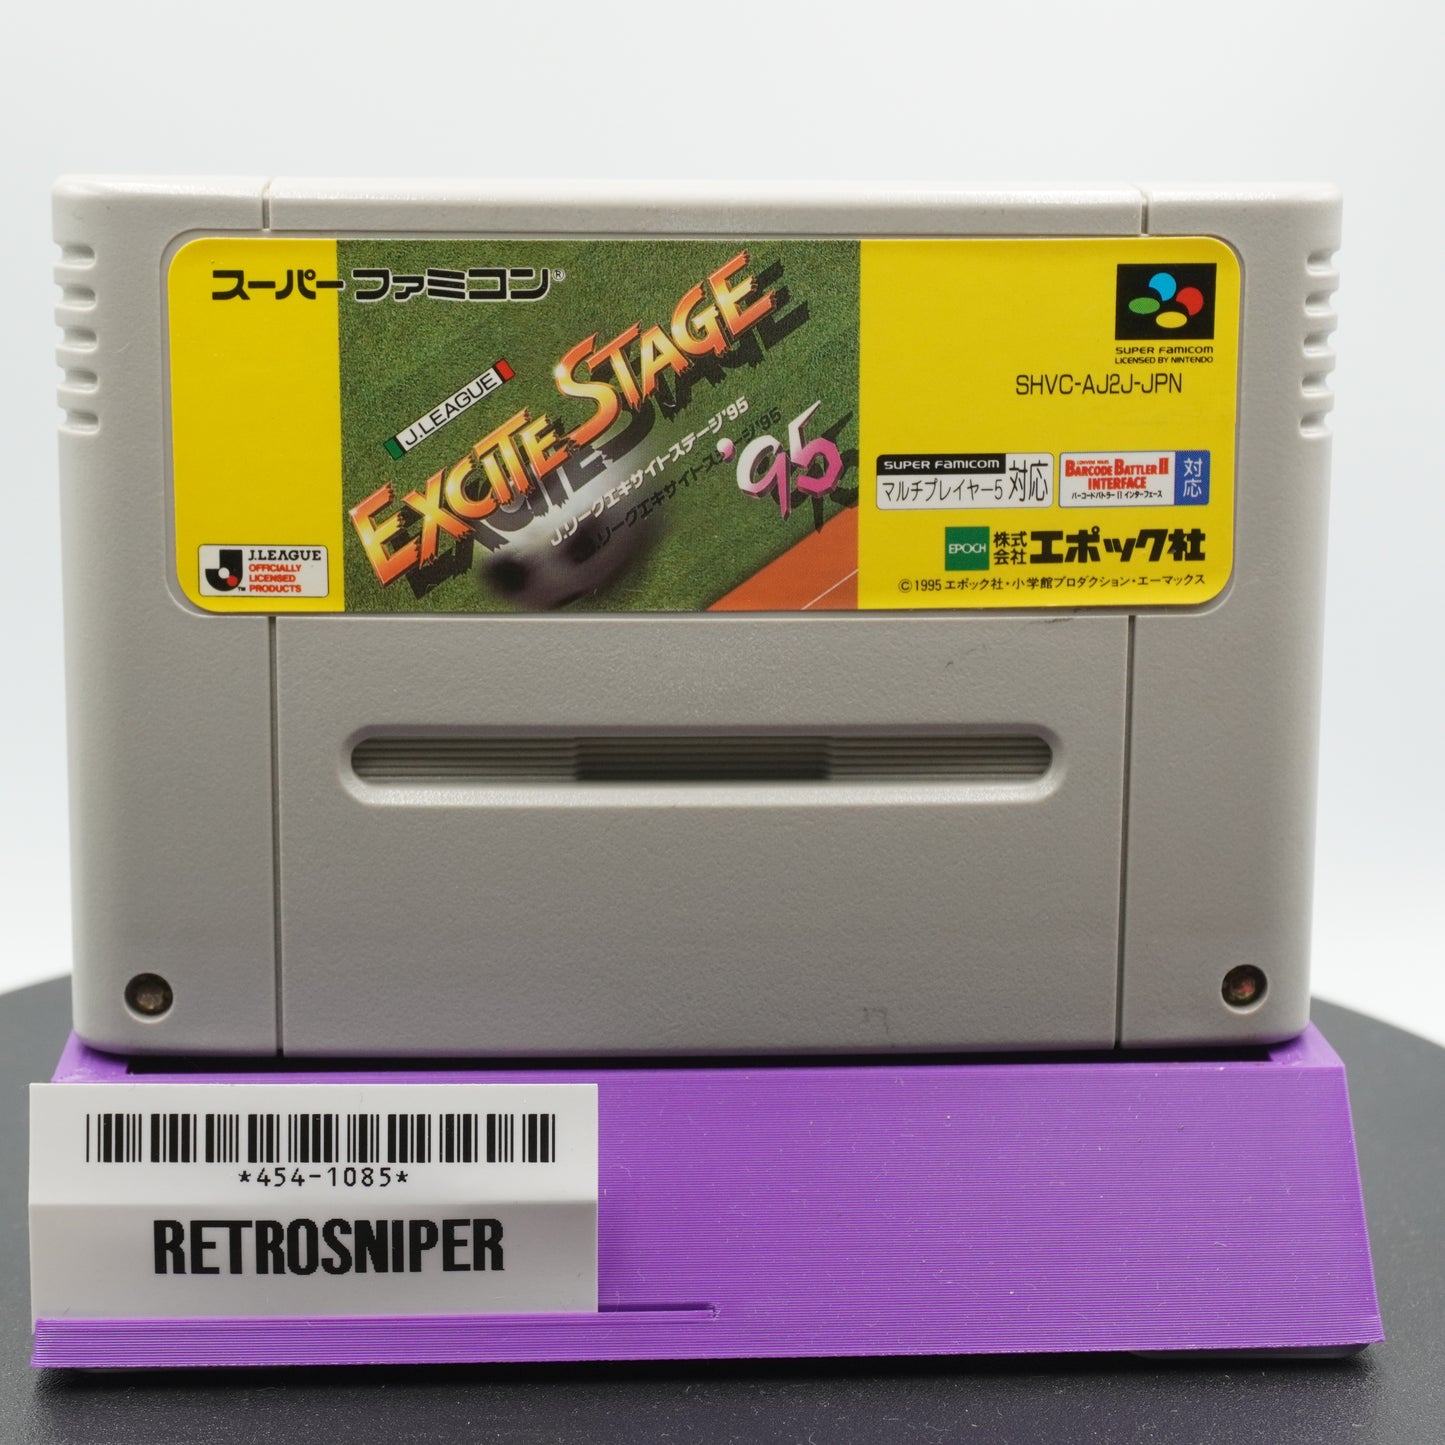 スーパーファミコン®
J.LEAGUE
EXCITE STAGE
'95
J.リーグエキサイトステージ'95
J.LEAGUE
OFFICIALLY
LICENSED
PRODUCTS
TM
SUPER FAMICOM
LICENSED BY NINTENDO
SHVC-AJ2J-JPN
SUPER FAMICOM
マルチプレイヤー5 対応
CONVENI WARS
BARCODE BATTLER II
INTERFACE
バーコードバトラーII インターフェース
対応
EPOCH 株式会社 エポック社
©1995 エポック社・小学館プロダクション・エーマックス
*454-1085*
RETROSNIPER